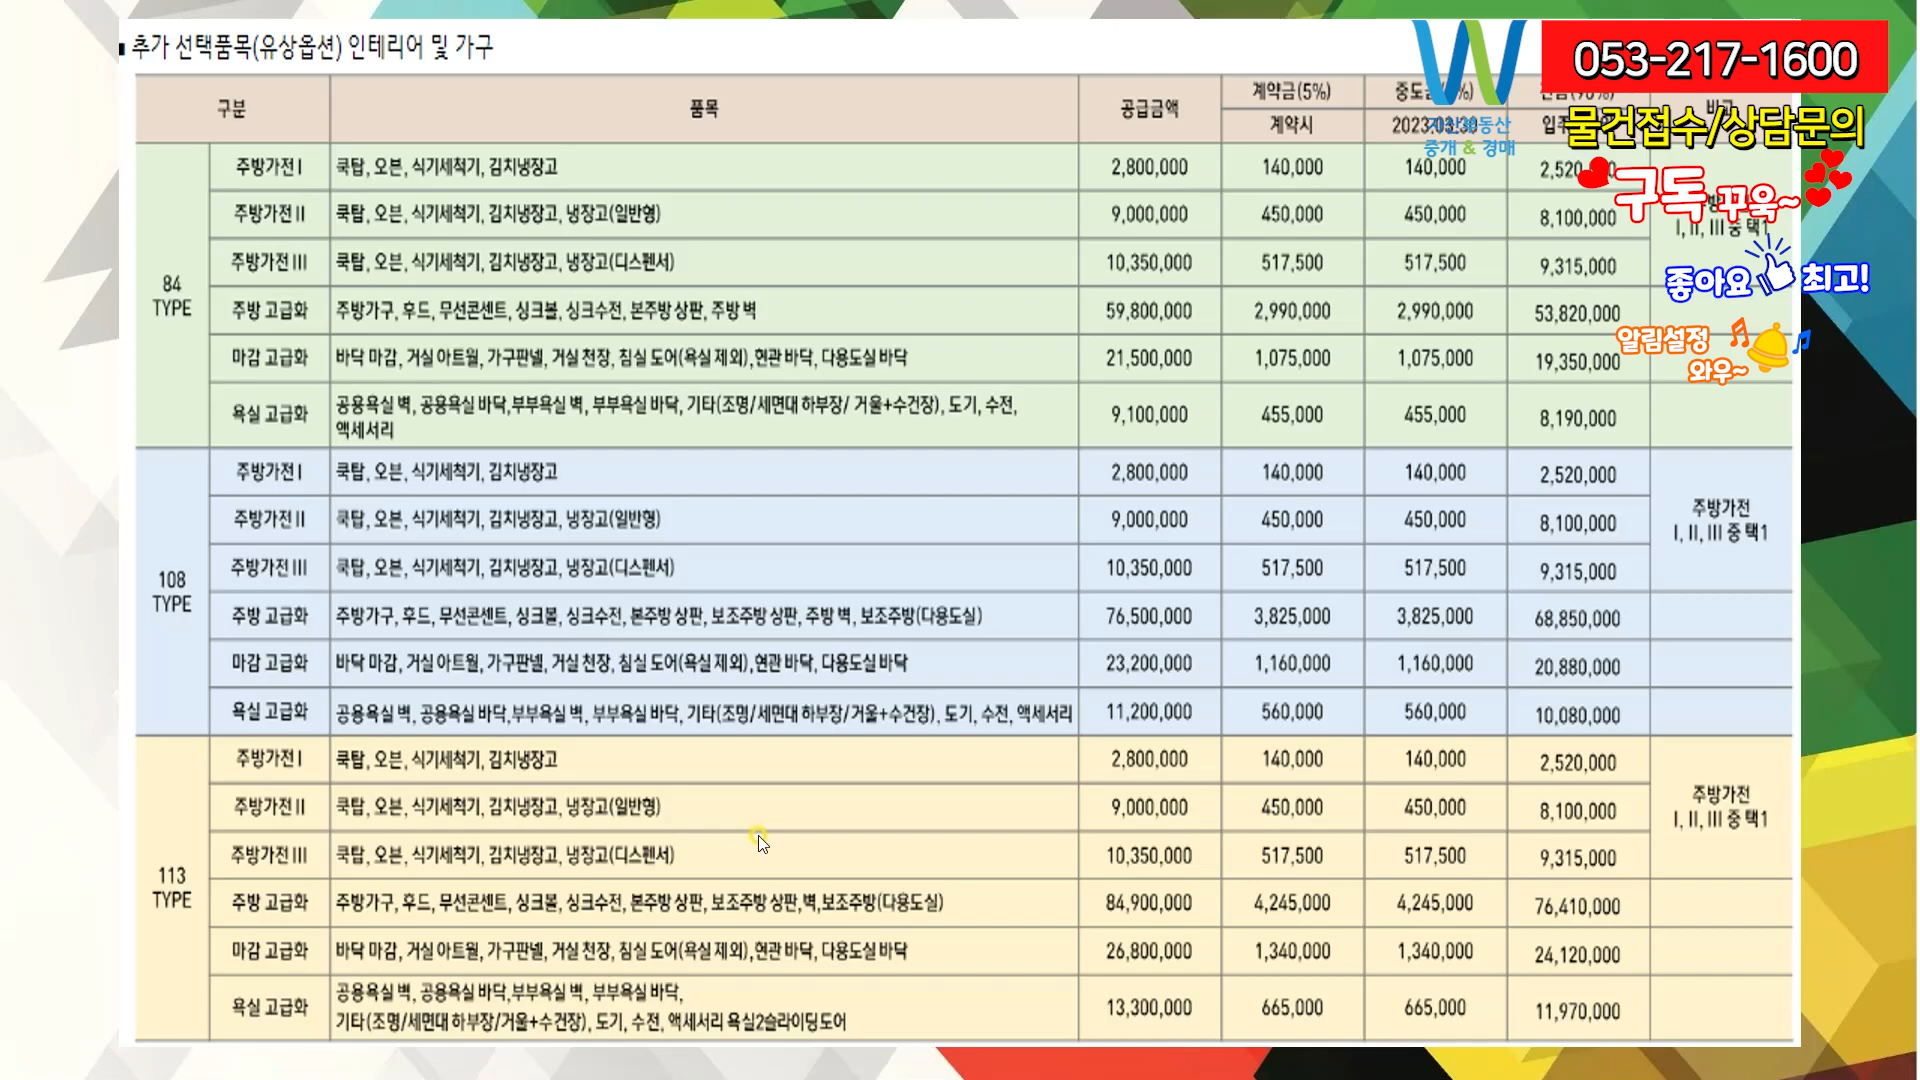 추가 선택품목(유상옵션) 인테리어 및 가구
053-217-1600
물건접수/상담문의
구독 꾸욱~
좋아요 최고!
알림설정
와우~
중개 & 경매
구분 품목 공급금액 계약금(5%)
계약시 2023.03.30
84 TYPE
주방가전 I 쿡탑, 오븐, 식기세척기, 김치냉장고 2,800,000 140,000 140,000 2,520
주방가전 II 쿡탑, 오븐, 식기세척기, 김치냉장고, 냉장고(일반형) 9,000,000 450,000 450,000 8,100,000
I, II, III 중 택1
주방가전 III 쿡탑, 오븐, 식기세척기, 김치냉장고, 냉장고(디스펜서) 10,350,000 517,500 517,500 9,315,000
주방 고급화 주방가구, 후드, 무선콘센트, 싱크볼, 싱크수전, 본주방 상판, 주방 벽 59,800,000 2,990,000 2,990,000 53,820,000
마감 고급화 바닥 마감, 거실 아트월, 가구판넬, 거실 천장, 침실 도어(욕실 제외),현관 바닥, 다용도실 바닥 21,500,000 1,075,000 1,075,000 19,350,000
욕실 고급화 공용욕실 벽, 공용욕실 바닥,부부욕실 벽, 부부욕실 바닥, 기타(조명/세면대 하부장/ 거울+수건장), 도기, 수전,
액세서리 9,100,000 455,000 455,000 8,190,000
108 TYPE
주방가전 I 쿡탑, 오븐, 식기세척기, 김치냉장고 2,800,000 140,000 140,000 2,520,000
주방가전 II 쿡탑, 오븐, 식기세척기, 김치냉장고, 냉장고(일반형) 9,000,000 450,000 450,000 8,100,000
주방가전
I, II, III 중 택1
주방가전 III 쿡탑, 오븐, 식기세척기, 김치냉장고, 냉장고(디스펜서) 10,350,000 517,500 517,500 9,315,000
주방 고급화 주방가구, 후드, 무선콘센트, 싱크볼, 싱크수전, 본주방 상판, 보조주방 상판, 주방 벽, 보조주방(다용도실) 76,500,000 3,825,000 3,825,000 68,850,000
마감 고급화 바닥 마감, 거실 아트월, 가구판넬, 거실 천장, 침실 도어(욕실 제외),현관 바닥, 다용도실 바닥 23,200,000 1,160,000 1,160,000 20,880,000
욕실 고급화 공용욕실 벽, 공용욕실 바닥,부부욕실 벽, 부부욕실 바닥, 기타(조명/세면대 하부장/거울+수건장), 도기, 수전, 액세서리 11,200,000 560,000 560,000 10,080,000
113 TYPE
주방가전 I 쿡탑, 오븐, 식기세척기, 김치냉장고 2,800,000 140,000 140,000 2,520,000
주방가전 II 쿡탑, 오븐, 식기세척기, 김치냉장고, 냉장고(일반형) 9,000,000 450,000 450,000 8,100,000
주방가전
I, II, III 중 택1
주방가전 III 쿡탑, 오븐, 식기세척기, 김치냉장고, 냉장고(디스펜서) 10,350,000 517,500 517,500 9,315,000
주방 고급화 주방가구, 후드, 무선콘센트, 싱크볼, 싱크수전, 본주방 상판, 보조주방 상판,벽,보조주방(다용도실) 84,900,000 4,245,000 4,245,000 76,410,000
마감 고급화 바닥 마감, 거실 아트월, 가구판넬, 거실 천장, 침실 도어(욕실 제외),현관 바닥, 다용도실 바닥 26,800,000 1,340,000 1,340,000 24,120,000
욕실 고급화 공용욕실 벽, 공용욕실 바닥,부부욕실 벽, 부부욕실 바닥,
기타(조명/세면대 하부장/거울+수건장), 도기, 수전, 액세서리 욕실2슬라이딩도어 13,300,000 665,000 665,000 11,970,000